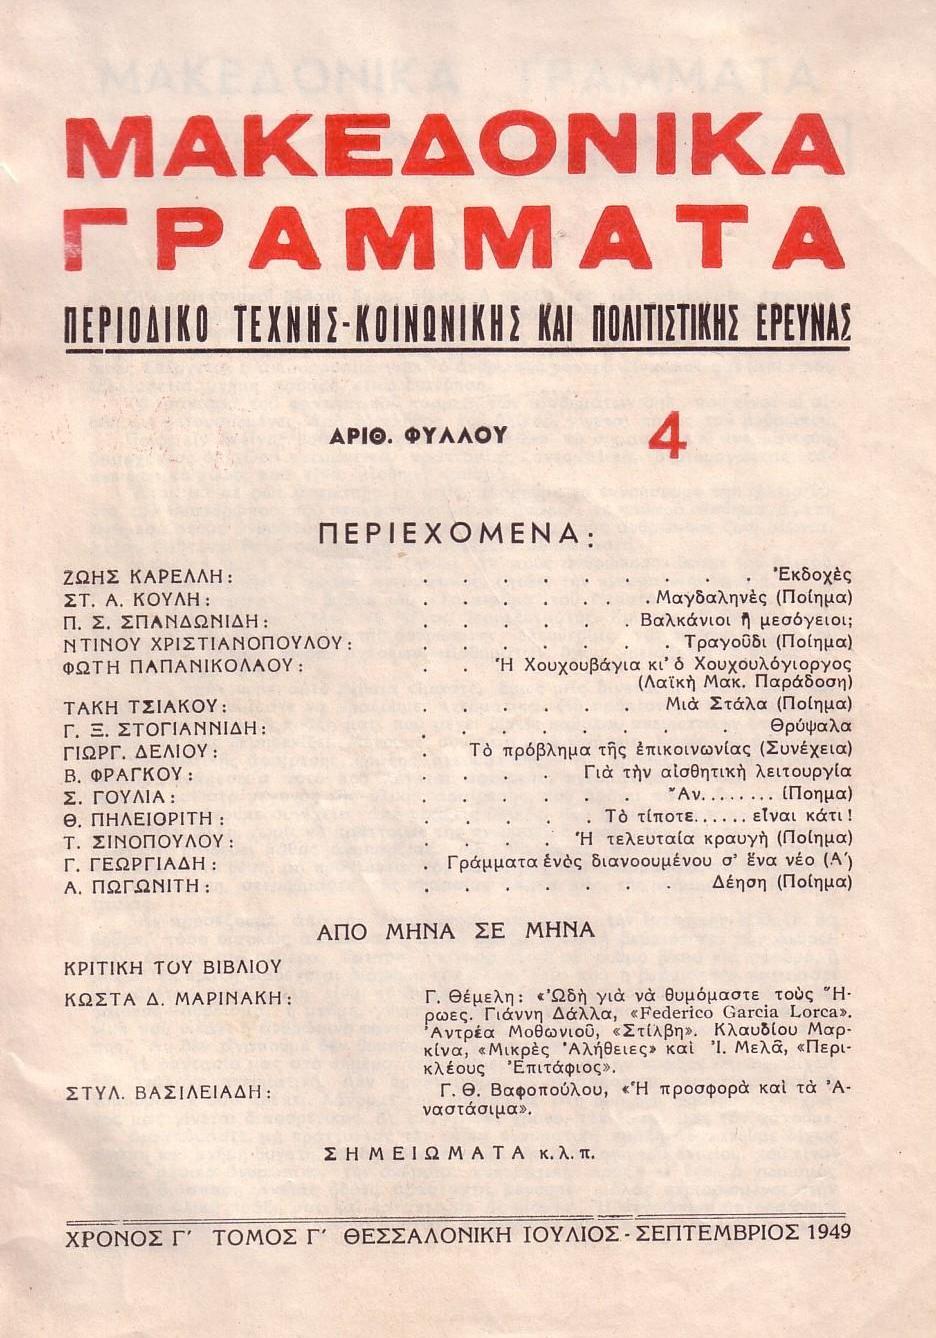 ΜΑΚΕΔΟΝΙΚΑ
ΓΡΑΜΜΑΤΑ
ΠΕΡΙΟΔΙΚΟ ΤΕΧΝΗΣ-ΚΟΙΝΩΝΙΚΗΣ ΚΑΙ ΠΟΛΙΤΙΣΤΙΚΗΣ ΕΡΕΥΝΑΣ
ΑΡΙΘ. ΦΥΛΛΟΥ 4
ΠΕΡΙΕΧΟΜΕΝΑ:
ΖΩΗΣ ΚΑΡΕΛΛΗ: . . . . . . . . . . Ἐκδοχὲς
ΣΤ. Α. ΚΟΥΛΗ: . . . . . . . Μαγδαληνὲς (Ποίημα)
Π. Σ. ΣΠΑΝΔΩΝΙΔΗ: . . . . . . . Βαλκάνιοι ἢ μεσόγειοι;
ΝΤΙΝΟΥ ΧΡΙΣΤΙΑΝΟΠΟΥΛΟΥ: . . . . . . . Τραγοῦδι (Ποίημα)
ΦΩΤΗ ΠΑΠΑΝΙΚΟΛΑΟΥ: . . Ἡ Χουχουβάγια κι' ὁ Χουχουλόγιοργος
(Λαϊκὴ Μακ. Παράδοση)
ΤΑΚΗ ΤΣΙΑΚΟΥ: . . . . . . . Μιὰ Στάλα (Ποίημα)
Γ. Ξ. ΣΤΟΓΙΑΝΝΙΔΗ: . . . . . . . . . Θρύψαλα
ΓΙΩΡΓ. ΔΕΛΙΟΥ: . Τὸ πρόβλημα τῆς ἐπικοινωνίας (Συνέχεια)
Β. ΦΡΑΓΚΟΥ: . . . . Γιὰ τὴν αἰσθητικὴ λειτουργία
Σ. ΓΟΥΛΙΑ: . . . . . . Ἂν........ (Ποημα)
Θ. ΠΗΛΕΙΟΡΙΤΗ: . . . . . Τὸ τίποτε...... εἶναι κάτι!
Τ. ΣΙΝΟΠΟΥΛΟΥ: . . . . . Ἡ τελευταία κραυγὴ (Ποίημα)
Γ. ΓΕΩΡΓΙΑΔΗ: . Γράμματα ἑνὸς διανοουμένου σ' ἕνα νέο (Α΄)
Α. ΠΩΓΩΝΙΤΗ: . . . . . . . . Δέηση (Ποίημα)
ΑΠΟ ΜΗΝΑ ΣΕ ΜΗΝΑ
ΚΡΙΤΙΚΗ ΤΟΥ ΒΙΒΛΙΟΥ
ΚΩΣΤΑ Δ. ΜΑΡΙΝΑΚΗ: Γ. Θέμελη: «Ὠδὴ γιὰ νὰ θυμόμαστε τοὺς Ἥ-
ρωες. Γιάννη Δάλλα, «Federico Garcia Lorca».
Ἀντρέα Μοθωνιοῦ, «Στίλβη». Κλαυδίου Μαρ-
κίνα, «Μικρὲς Ἀλήθειες» καὶ Ἰ. Μελᾶ, «Περι-
κλέους Ἐπιτάφιος».
ΣΤΥΛ. ΒΑΣΙΛΕΙΑΔΗ: Γ. Θ. Βαφοπούλου, «Ἡ προσφορὰ καὶ τὰ Ἀ-
ναστάσιμα».
ΣΗΜΕΙΩΜΑΤΑ κ.λ.π.
ΧΡΟΝΟΣ Γ΄ ΤΟΜΟΣ Γ΄ ΘΕΣΣΑΛΟΝΙΚΗ ΙΟΥΛΙΟΣ - ΣΕΠΤΕΜΒΡΙΟΣ 1949